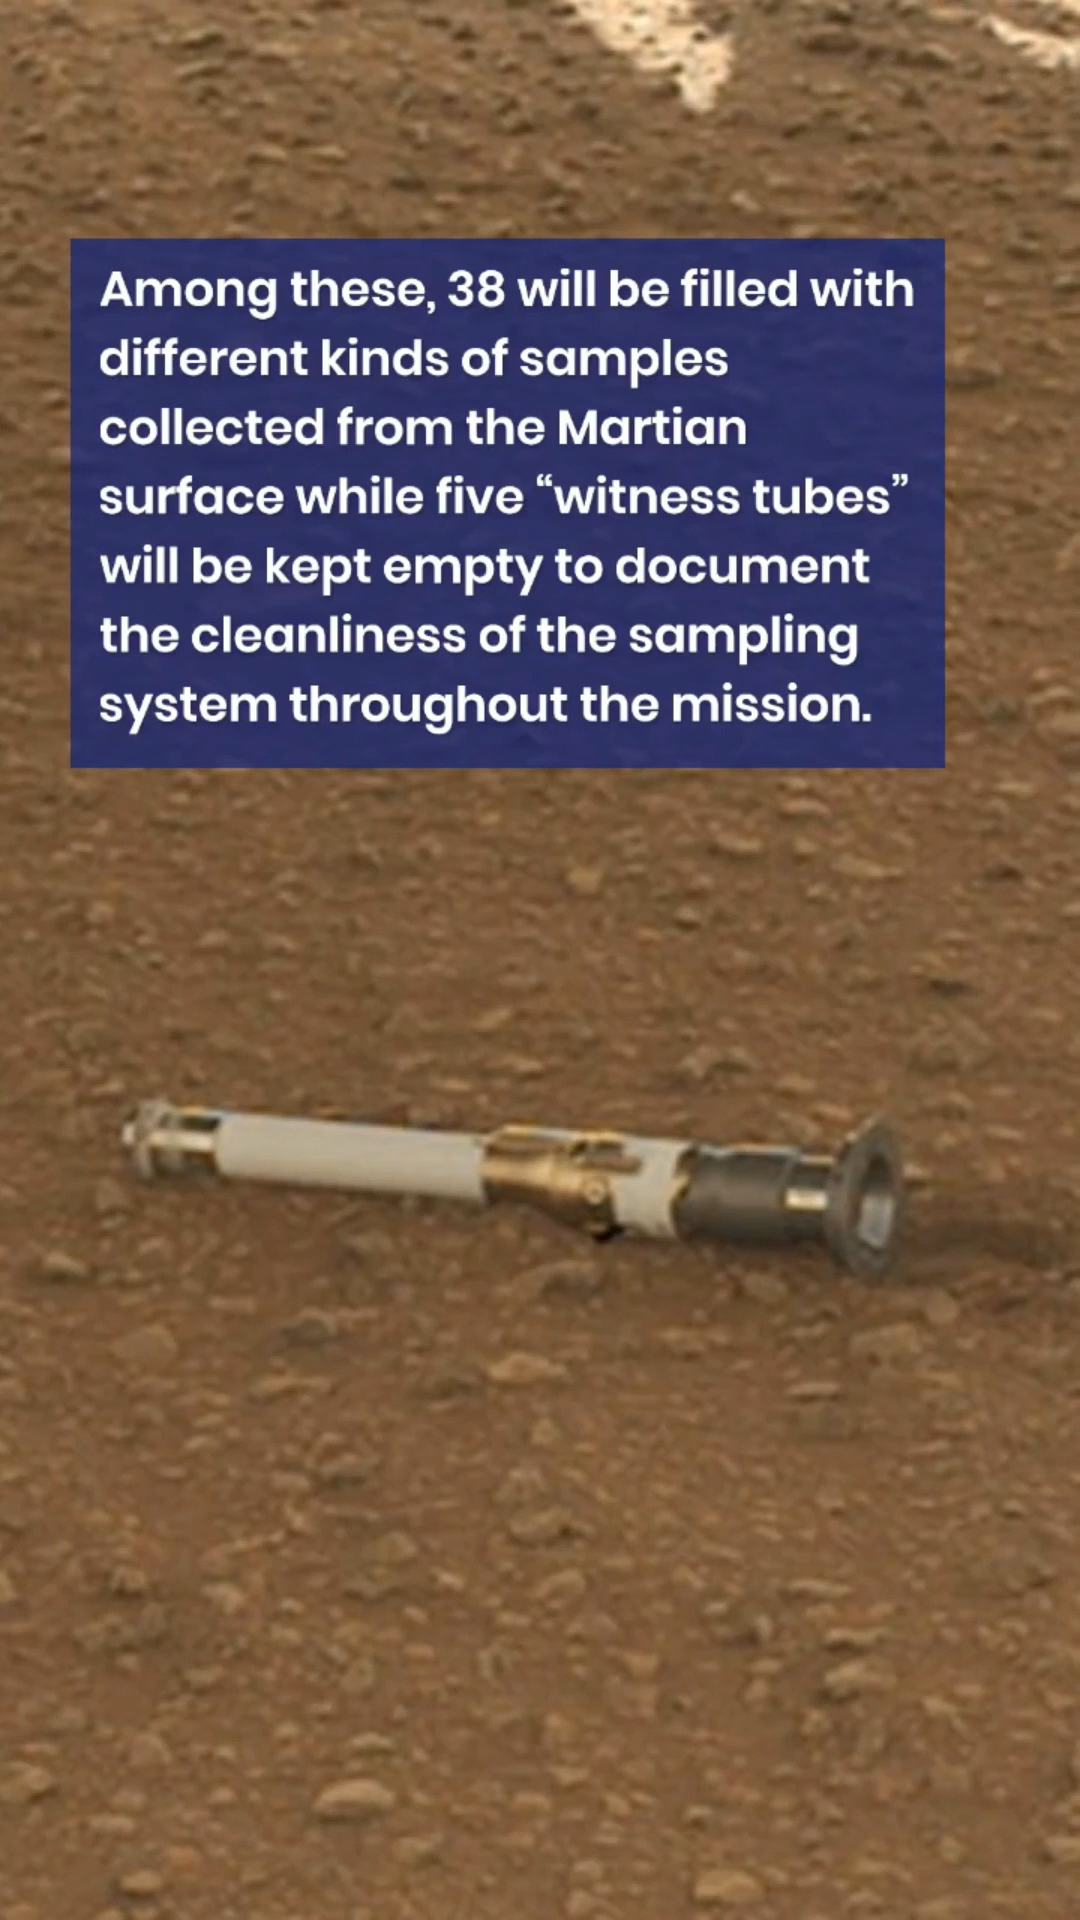 Among these, 38 will be filled with
different kinds of samples
collected from the Martian
surface while five “witness tubes”
will be kept empty to document
the cleanliness of the sampling
system throughout the mission.